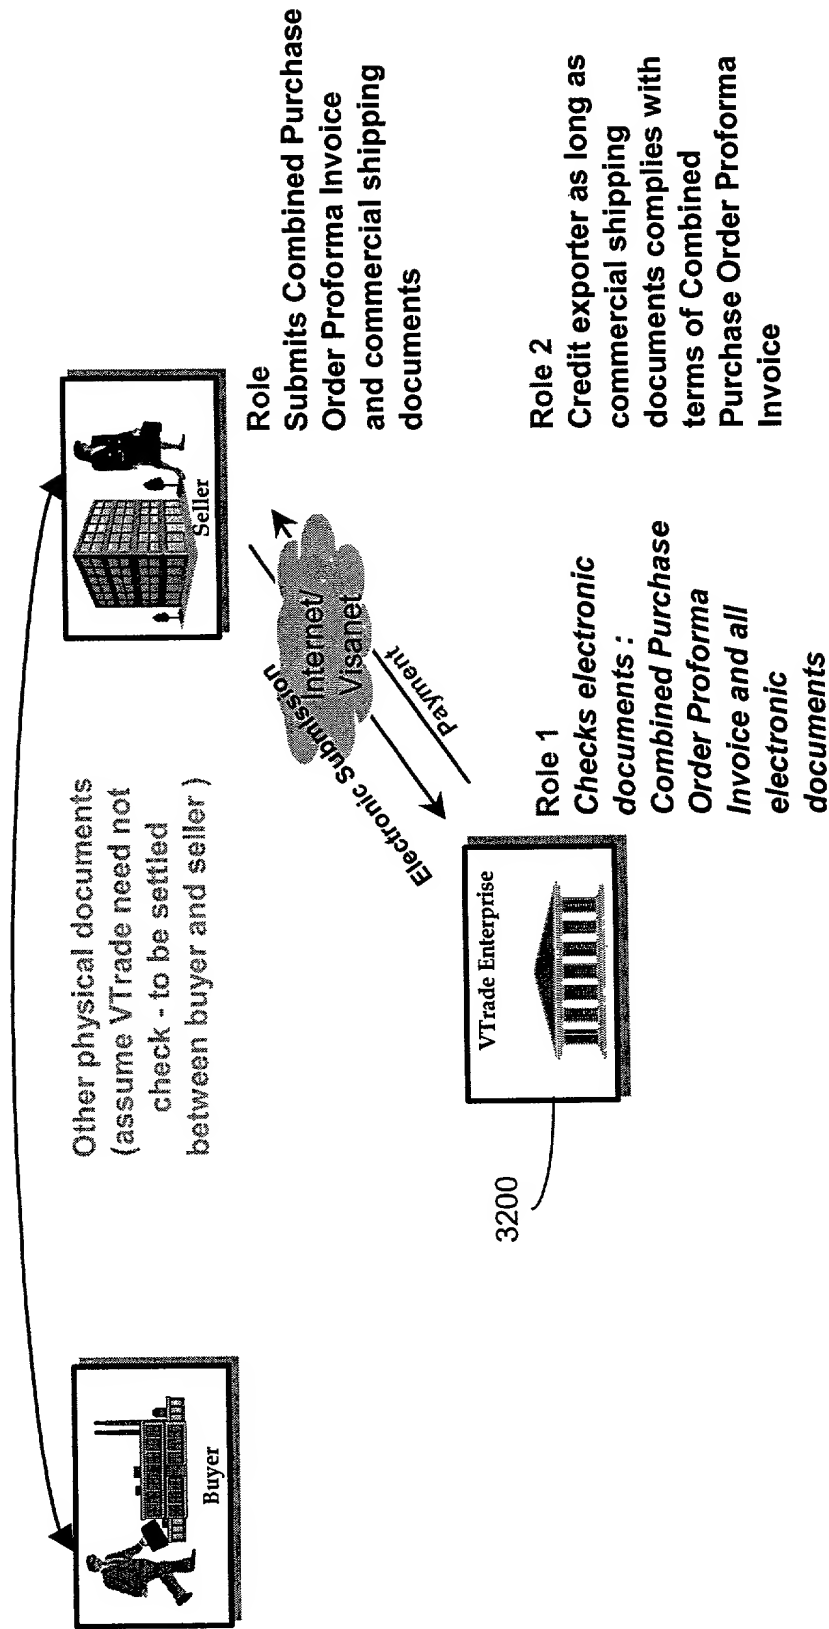 Other physical documents
(assume VTrade need not
check - to be settled
between buyer and seller )
Buyer
Seller
Role
Submits Combined Purchase
Order Proforma Invoice
and commercial shipping
documents
Internet/
Visanet
Electronic Submission
Payment
VTrade Enterprise
3200
Role 1
Checks electronic
documents :
Combined Purchase
Order Proforma
Invoice and all
electronic
documents
Role 2
Credit exporter as long as
commercial shipping
documents complies with
terms of Combined
Purchase Order Proforma
Invoice